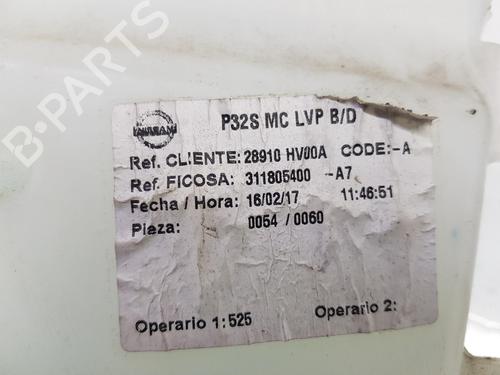 NISSAN
P32S MC LVP B/D
Ref. CLIENTE: 28910 HV00A CODE: -A
Ref. FICOSA: 311805400 -A7
Fecha / Hora: 16/02/17 11:46:51
Pieza: 0054 / 0060
Operario 1: 525 Operario 2:
B-PARTS